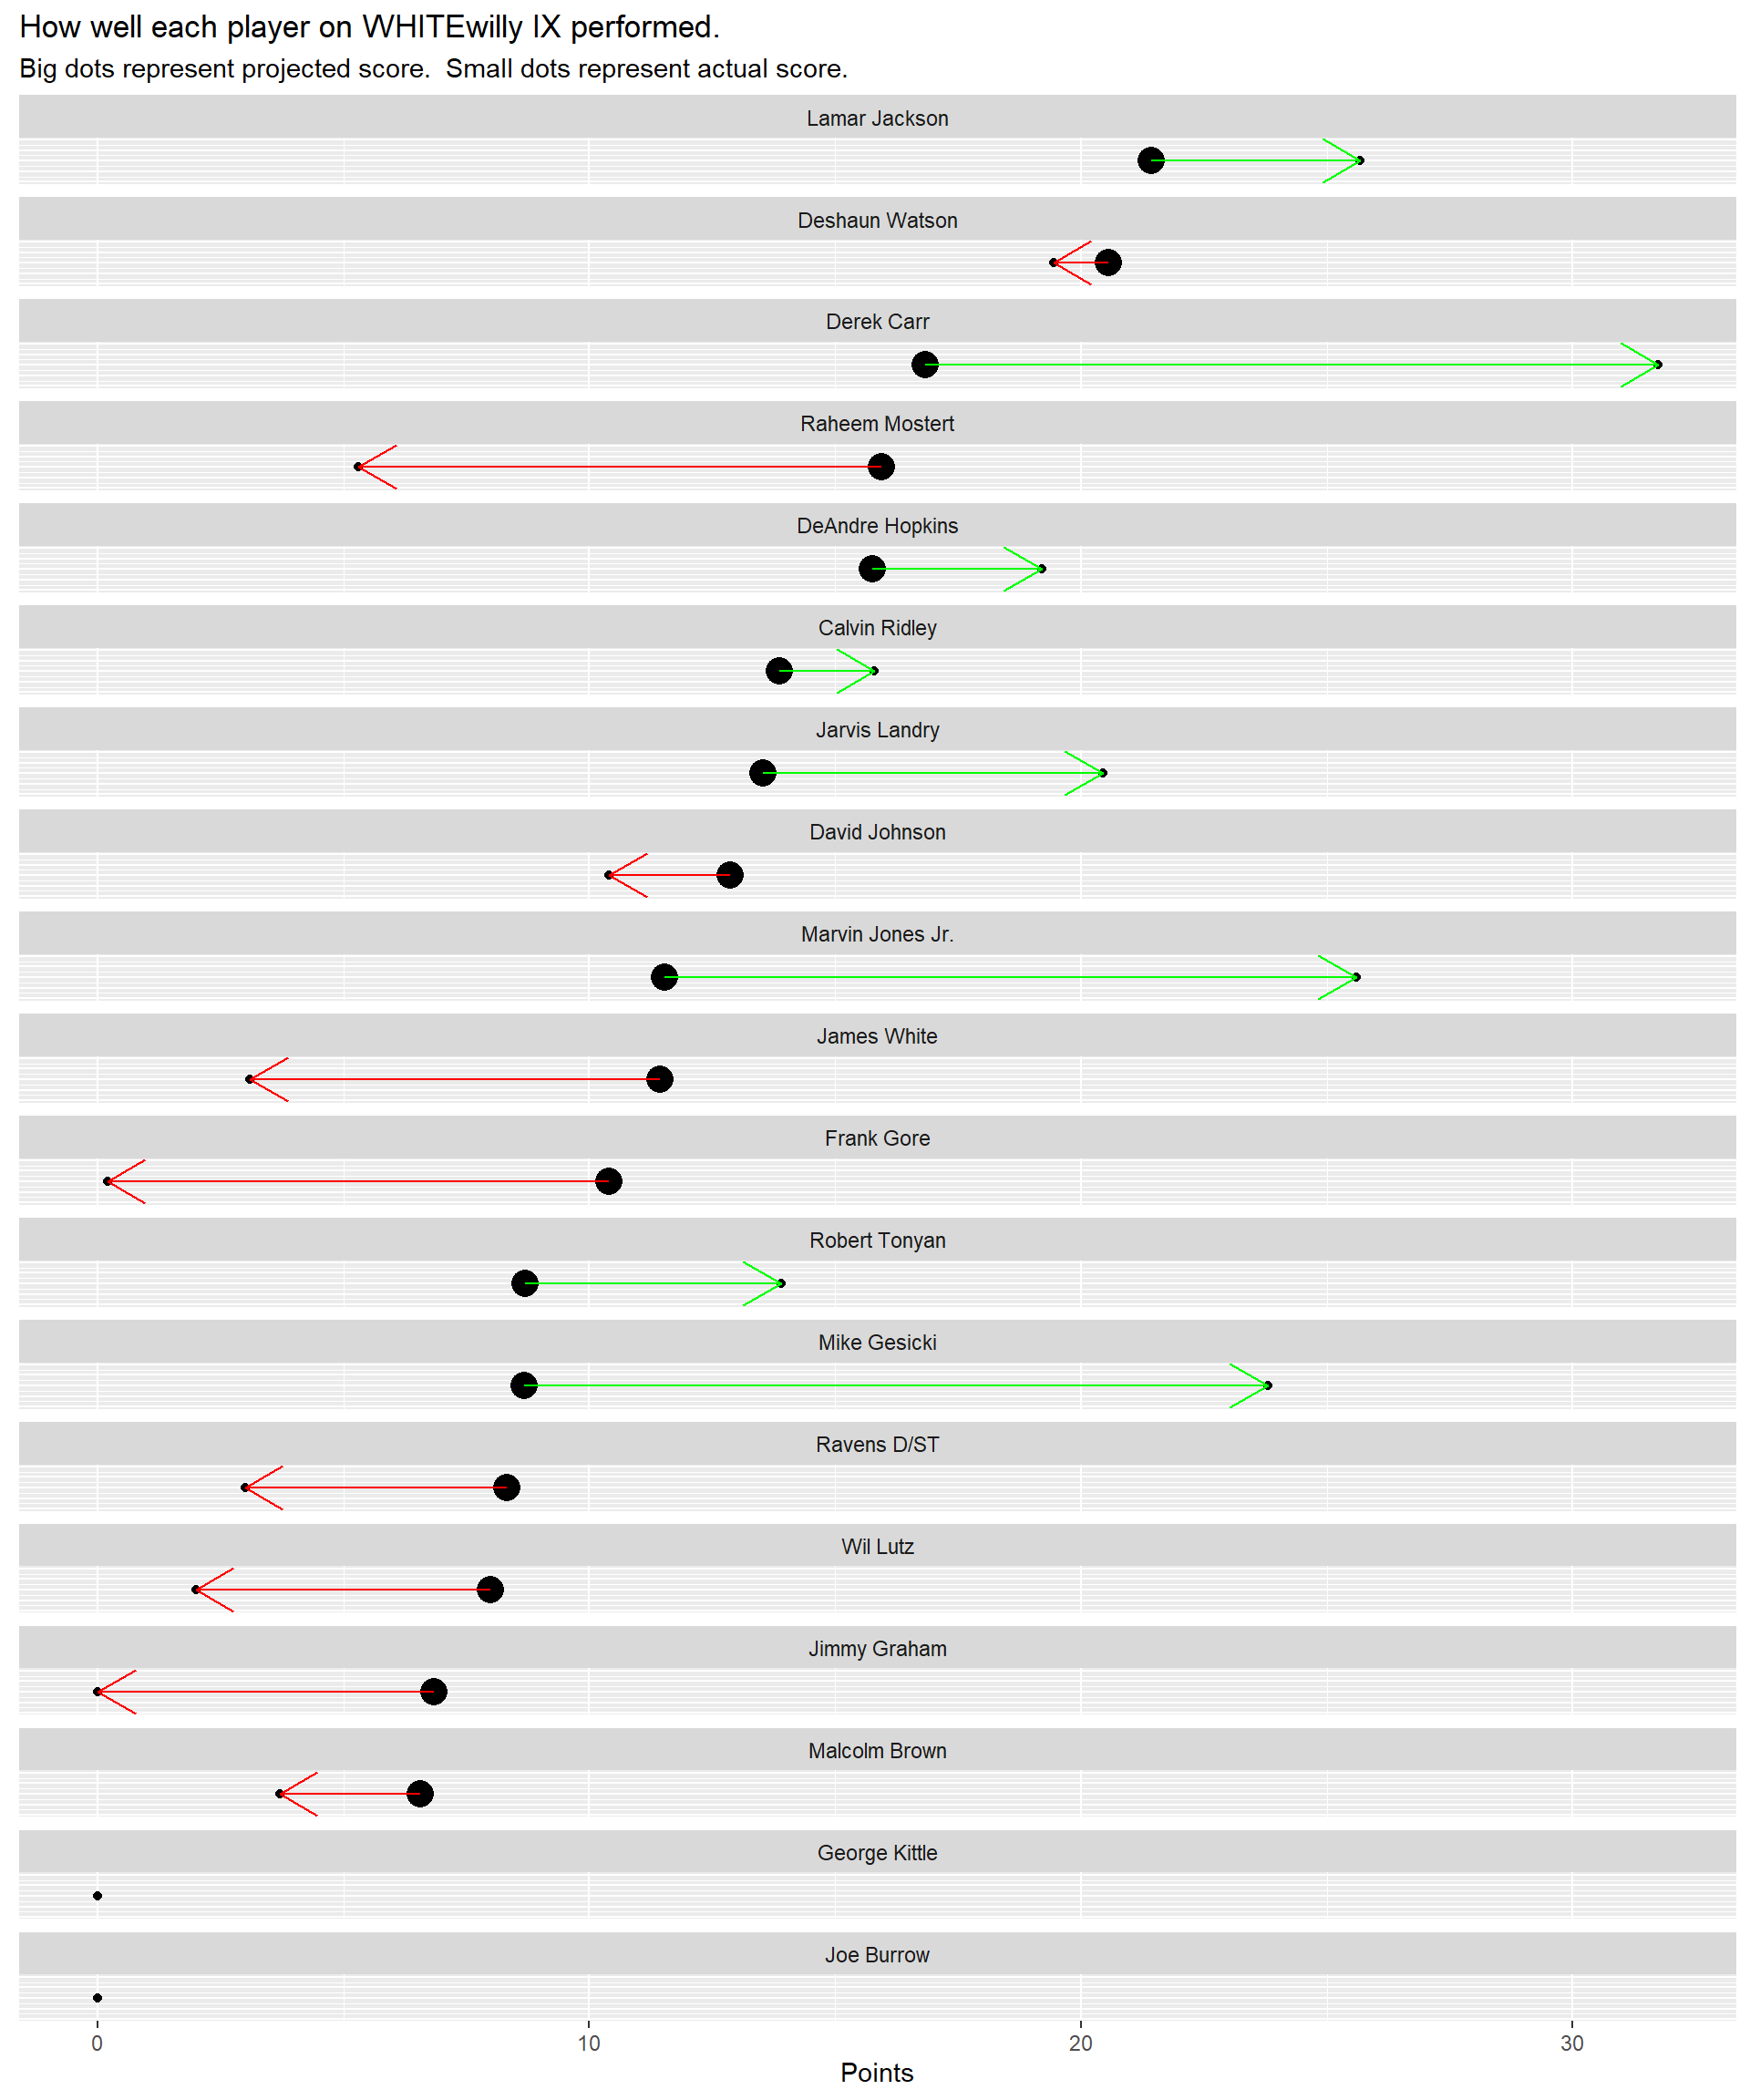 How well each player on WHITEwilly IX performed.
Big dots represent projected score.  Small dots represent actual score.
Lamar Jackson
Deshaun Watson
Derek Carr
Raheem Mostert
DeAndre Hopkins
Calvin Ridley
Jarvis Landry
David Johnson
Marvin Jones Jr.
James White
Frank Gore
Robert Tonyan
Mike Gesicki
Ravens D/ST
Wil Lutz
Jimmy Graham
Malcolm Brown
George Kittle
Joe Burrow
0 10 20 30
Points